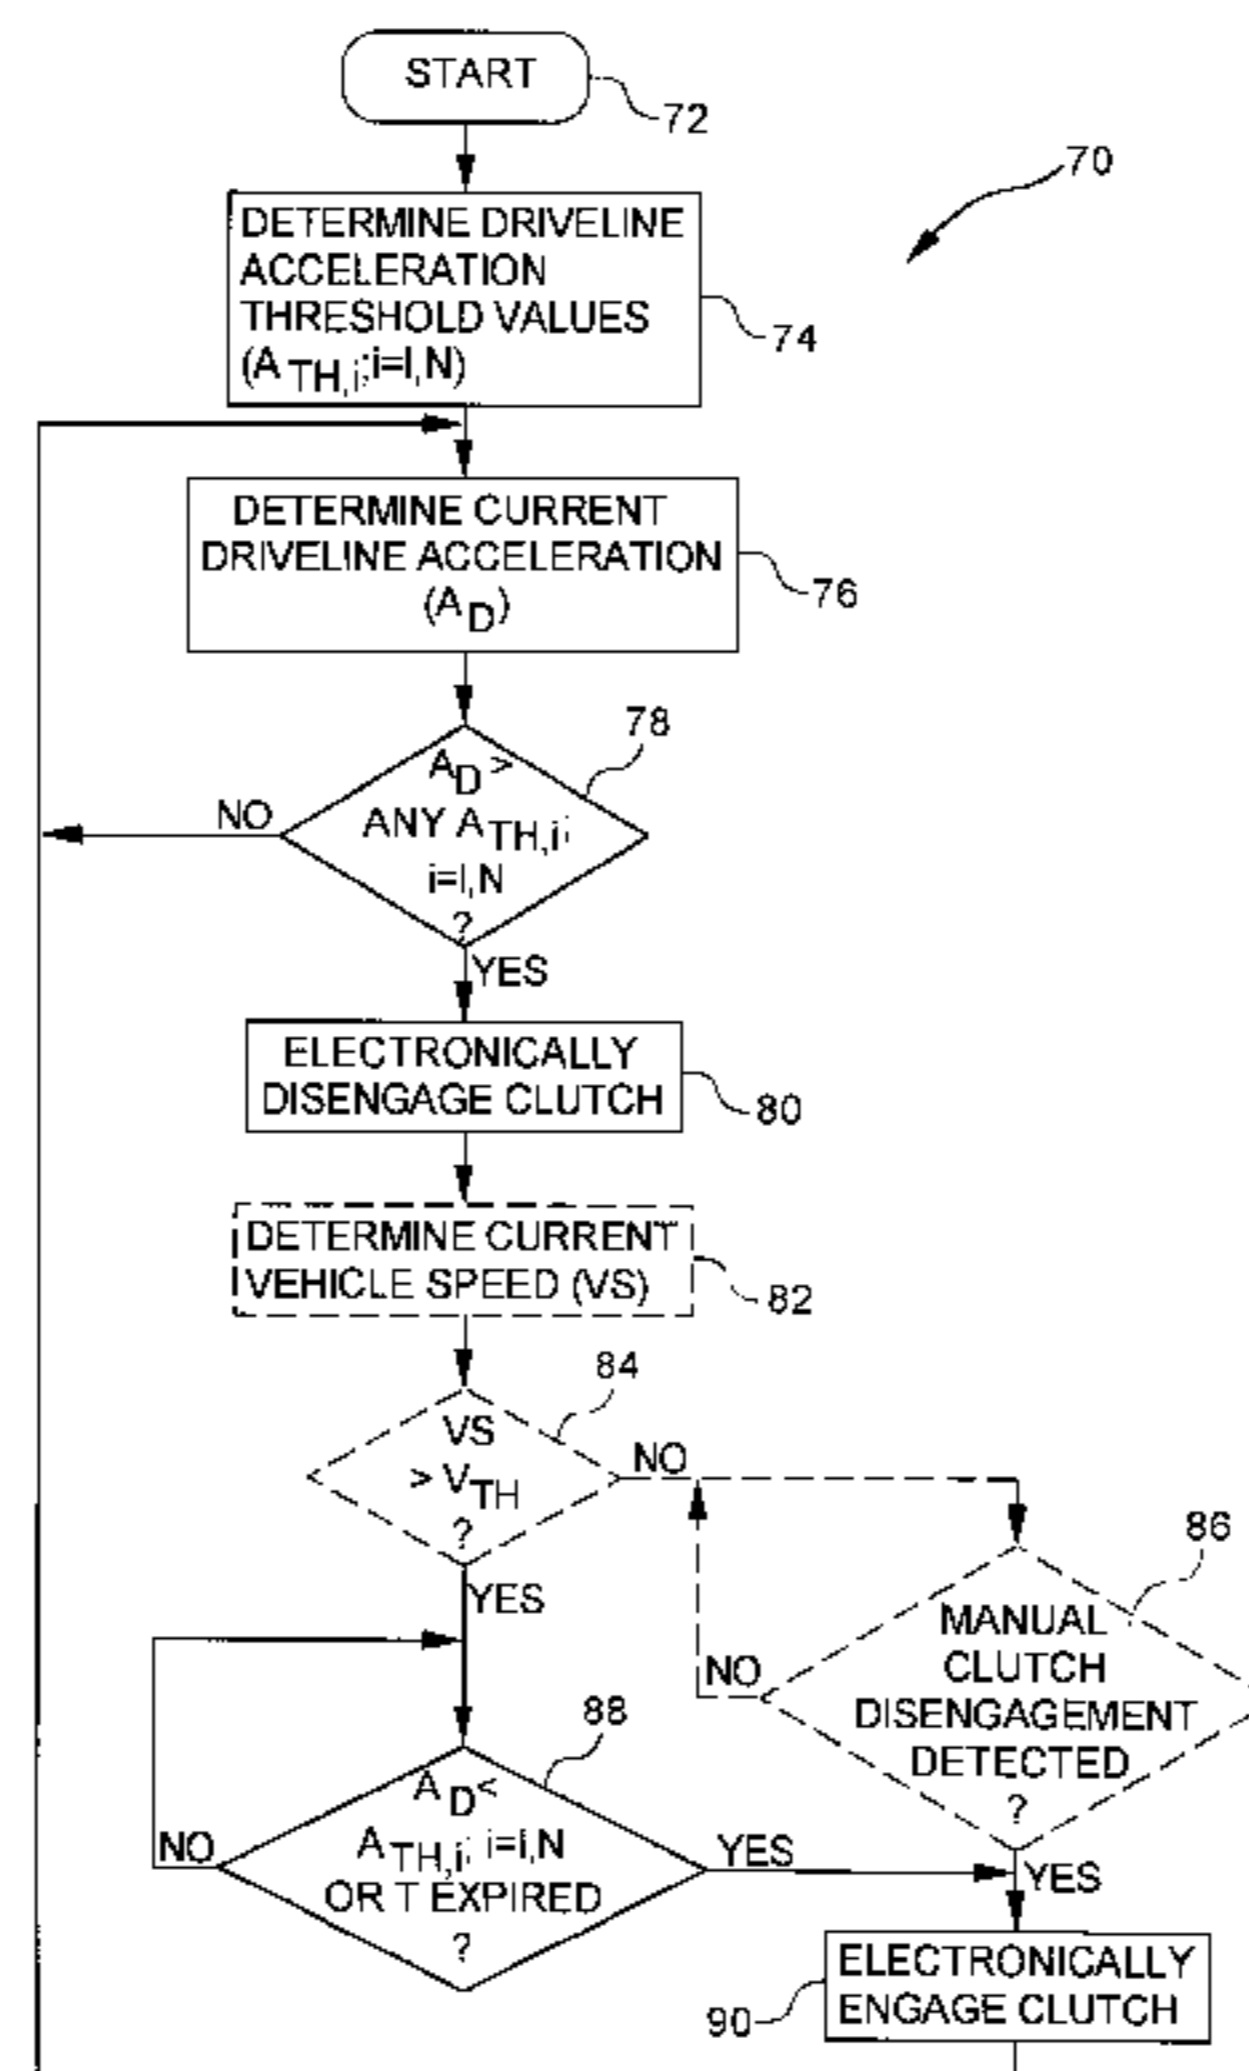 START
72
70
DETERMINE DRIVELINE
ACCELERATION
THRESHOLD VALUES
(A TH,i;i=I,N)
74
DETERMINE CURRENT
DRIVELINE ACCELERATION
(AD)
76
78
AD >
ANY ATH,i;
i=I,N
?
NO
YES
ELECTRONICALLY
DISENGAGE CLUTCH
80
DETERMINE CURRENT
VEHICLE SPEED (VS)
82
84
VS
> VTH
?
NO
YES
86
MANUAL
CLUTCH
DISENGAGEMENT
DETECTED
?
NO
YES
88
AD<
ATH,i; i=I,N
OR T EXPIRED
?
NO
YES
ELECTRONICALLY
ENGAGE CLUTCH
90